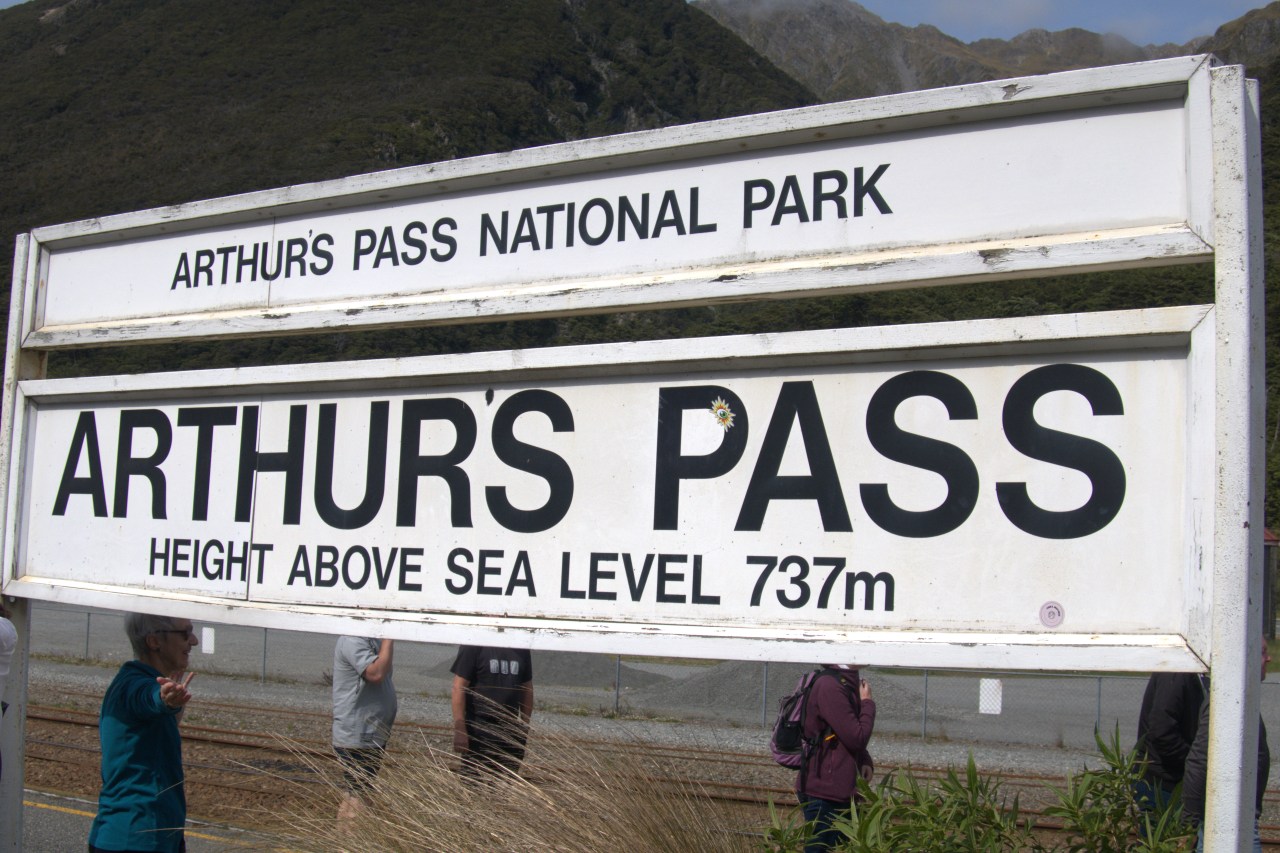 ARTHUR'S PASS NATIONAL PARK
ARTHUR'S PASS
HEIGHT ABOVE SEA LEVEL 737m